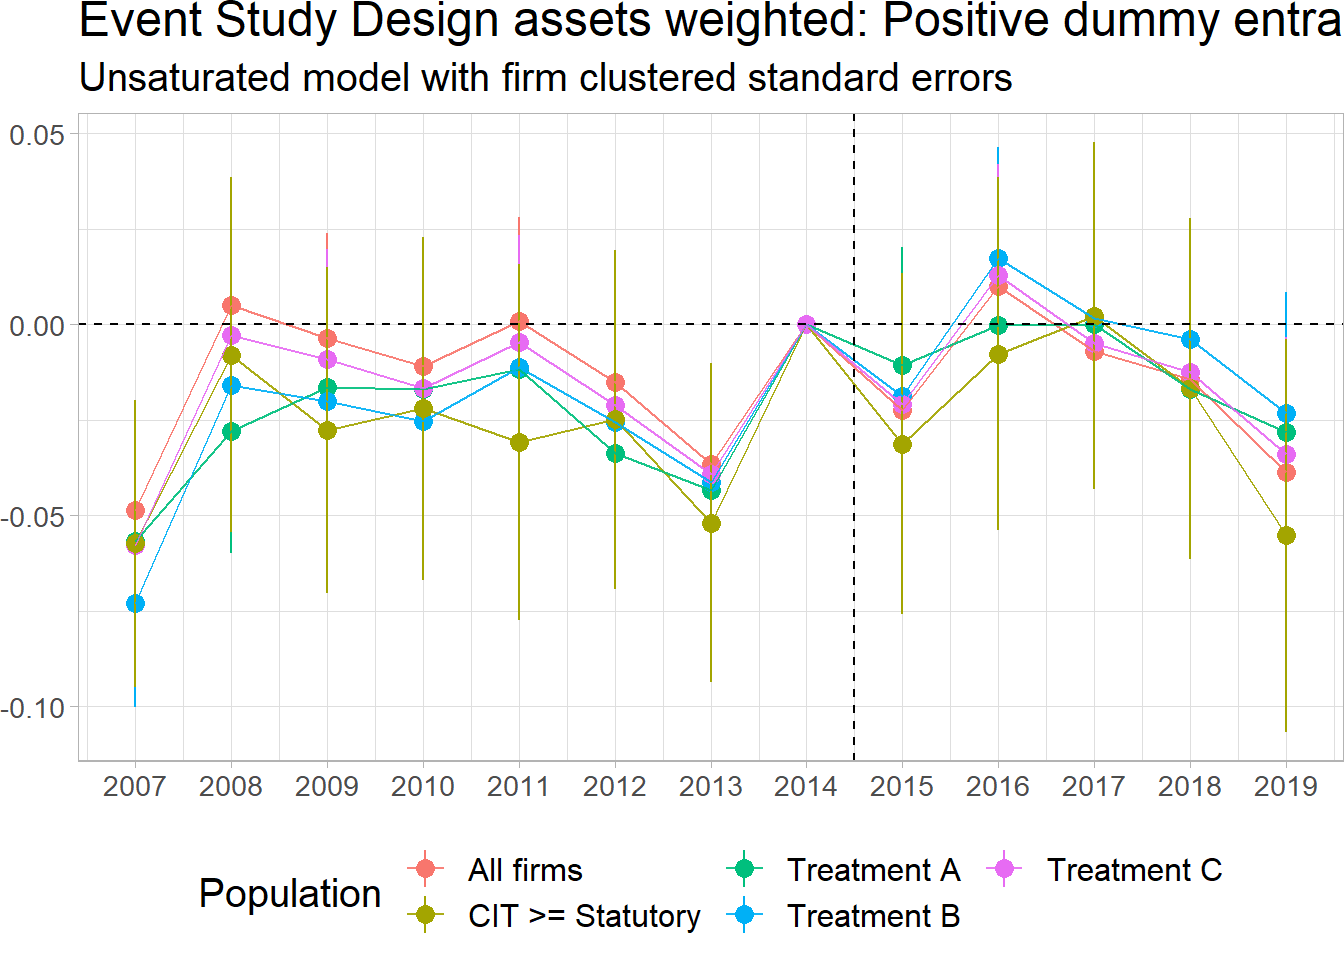 Event Study Design assets weighted: Positive dummy entra
Unsaturated model with firm clustered standard errors
0.05
0.00
-0.05
-0.10
2007 2008 2009 2010 2011 2012 2013 2014 2015 2016 2017 2018 2019
Population
All firms
CIT >= Statutory
Treatment A
Treatment B
Treatment C